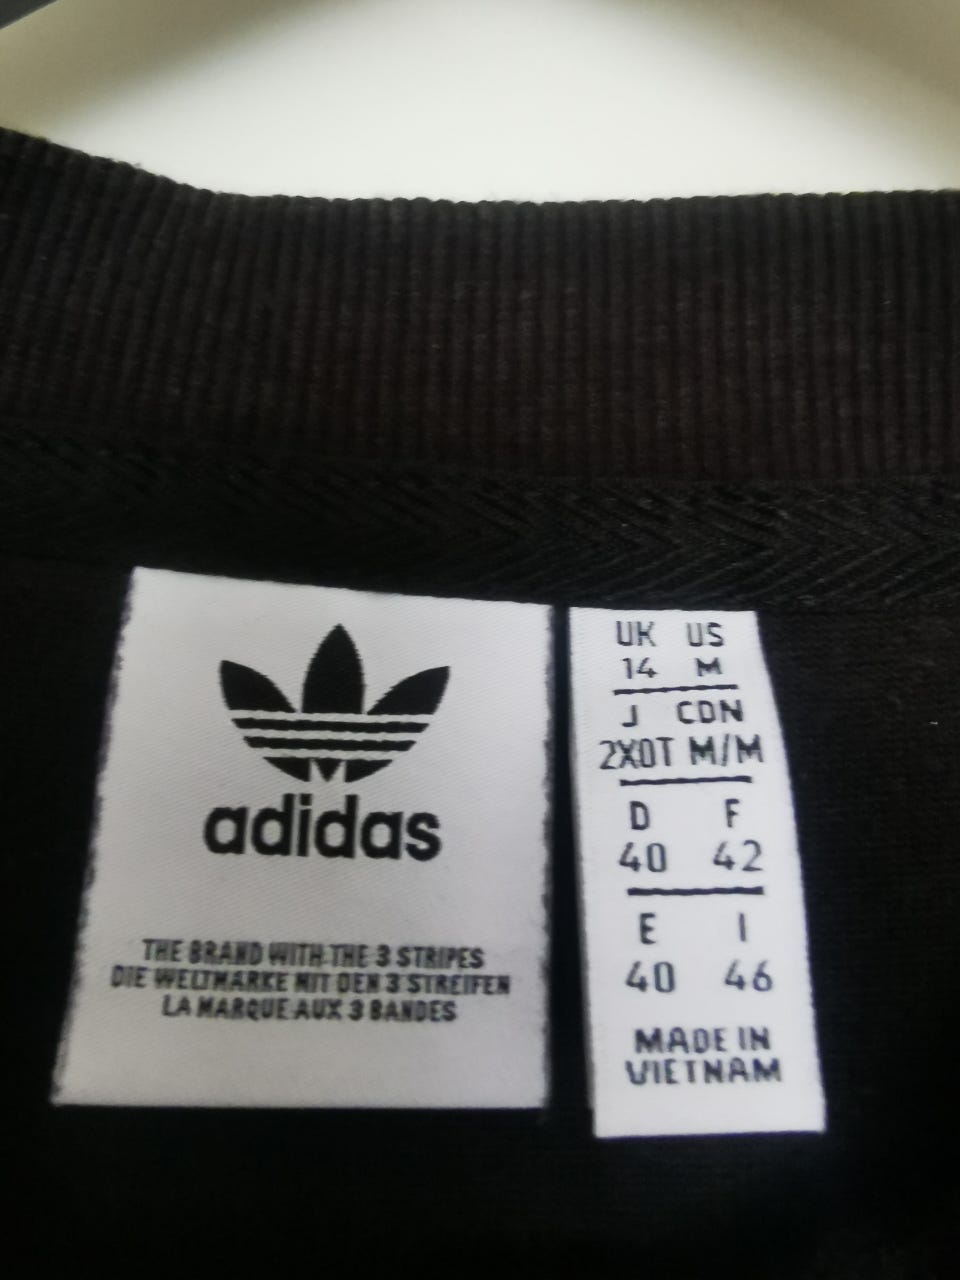 adidas
THE BRAND WITH THE 3 STRIPES
DIE WELTMARKE MIT DEN 3 STREIFEN
LA MARQUE AUX 3 BANDES
UK US
14 M
J CDN
2XOT M/M
D F
40 42
E I
40 46
MADE IN
VIETNAM